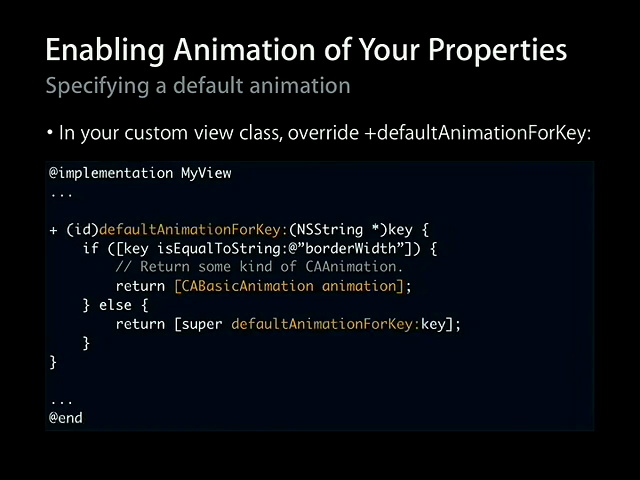 Enabling Animation of Your Properties
Specifying a default animation
• In your custom view class, override +defaultAnimationForKey:
@implementation MyView
...
+ (id)defaultAnimationForKey:(NSString *)key {
    if ([key isEqualToString:@”borderWidth”]) {
        // Return some kind of CAAnimation.
        return [CABasicAnimation animation];
    } else {
        return [super defaultAnimationForKey:key];
    }
}
...
@end